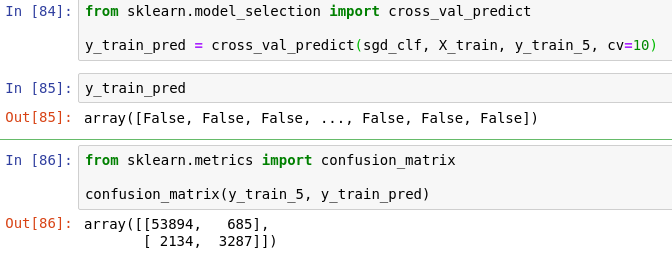 In [84]: from sklearn.model_selection import cross_val_predict
y_train_pred = cross_val_predict(sgd_clf, X_train, y_train_5, cv=10)
In [85]: y_train_pred
Out[85]: array([False, False, False, ..., False, False, False])
In [86]: from sklearn.metrics import confusion_matrix
confusion_matrix(y_train_5, y_train_pred)
Out[86]: array([[53894,   685],
       [ 2134,  3287]])